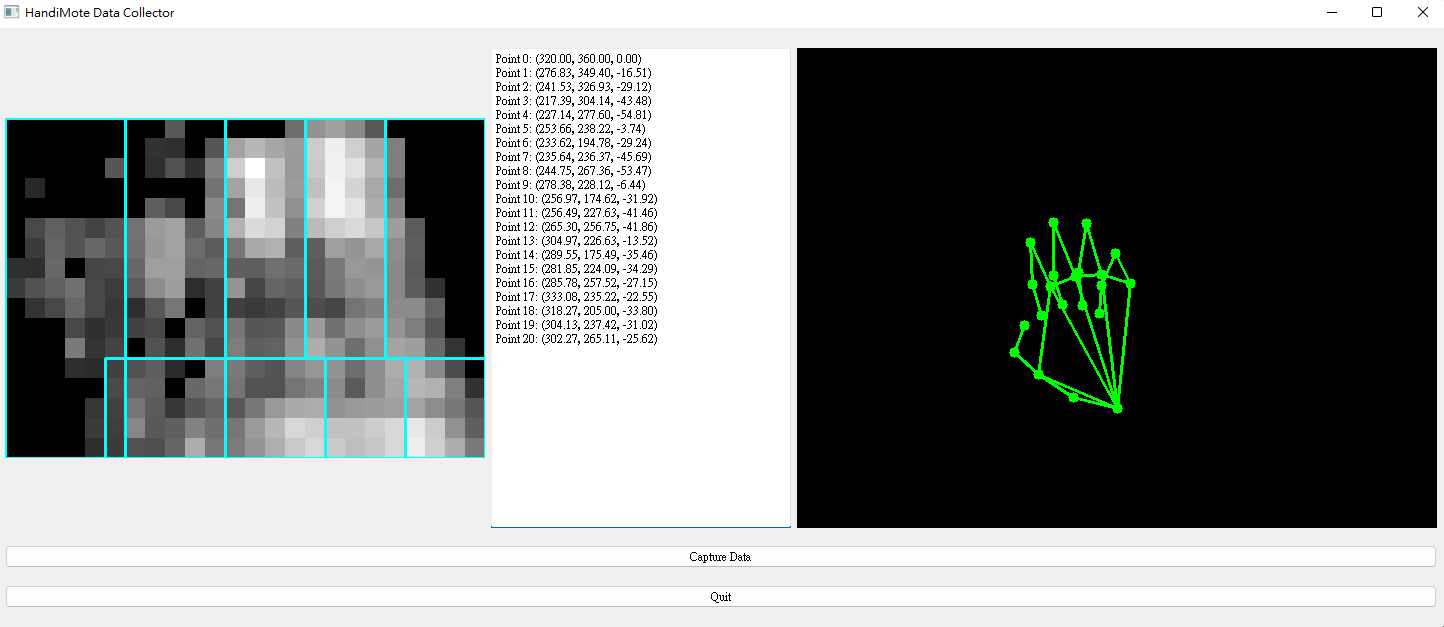 HandiMote Data Collector
Point 0: (320.00, 360.00, 0.00)
Point 1: (276.83, 349.40, -16.51)
Point 2: (241.53, 326.93, -29.12)
Point 3: (217.39, 304.14, -43.48)
Point 4: (227.14, 277.60, -54.81)
Point 5: (253.66, 238.22, -3.74)
Point 6: (233.62, 194.78, -29.24)
Point 7: (235.64, 236.37, -45.69)
Point 8: (244.75, 267.36, -53.47)
Point 9: (278.38, 228.12, -6.44)
Point 10: (256.97, 174.62, -31.92)
Point 11: (256.49, 227.63, -41.46)
Point 12: (265.30, 256.75, -41.86)
Point 13: (304.97, 226.63, -13.52)
Point 14: (289.55, 175.49, -35.46)
Point 15: (281.85, 224.09, -34.29)
Point 16: (285.78, 257.52, -27.15)
Point 17: (333.08, 235.22, -22.55)
Point 18: (318.27, 205.00, -33.80)
Point 19: (304.13, 237.42, -31.02)
Point 20: (302.27, 265.11, -25.62)
Capture Data
Quit